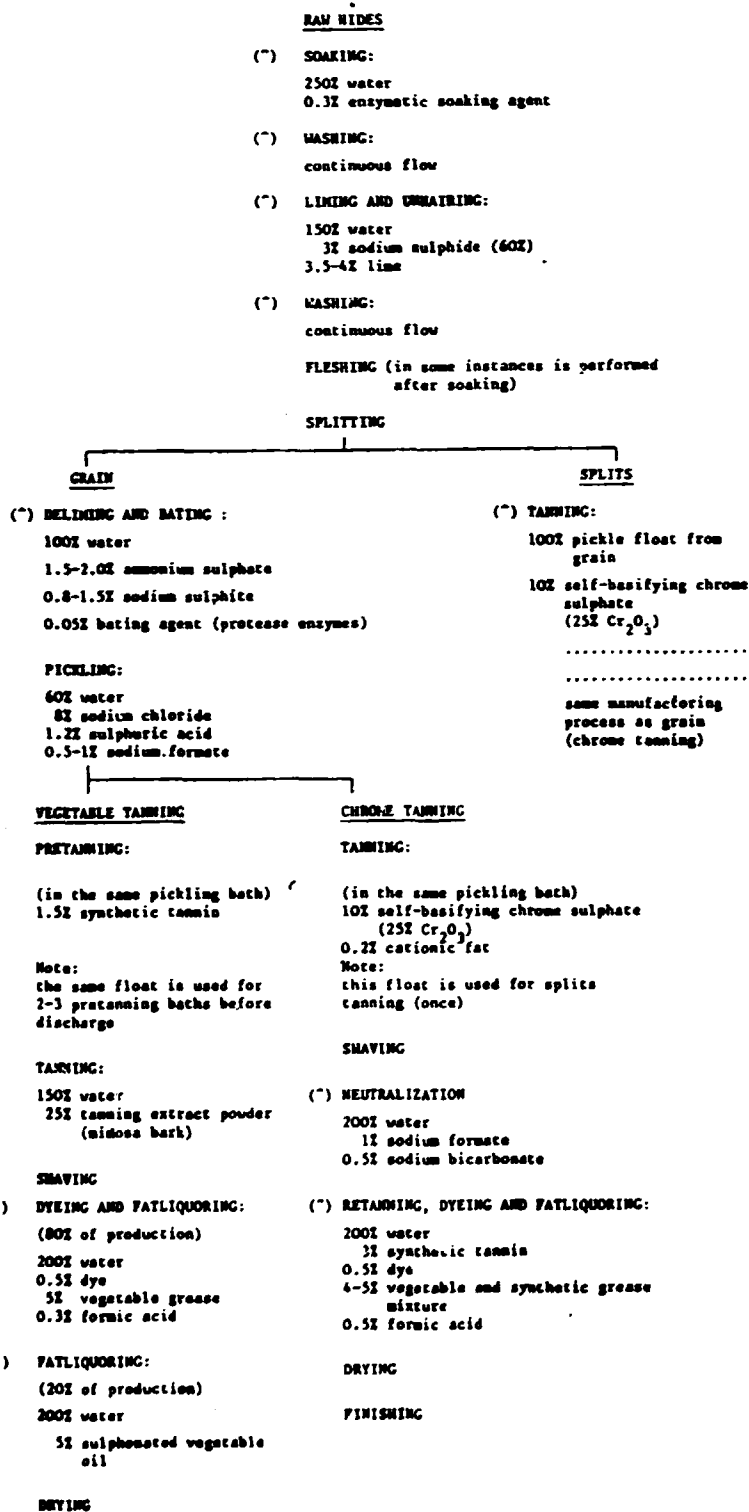 RAW HIDES
(^) SOAKING:
250% water
0.3% enzymatic soaking agent
(^) WASHING:
continuous flow
(^) LIMING AND UNHAIRING:
150% water
3% sodium sulphide (60%)
3.5-4% lime
(^) WASHING:
continuous flow
FLESHING (in some instances is performed
after soaking)
SPLITTING
GRAIN
(^) DELIMING AND BATING :
100% water
1.5-2.0% ammonium sulphate
0.8-1.5% sodium sulphite
0.05% bating agent (protease enzymes)
PICKLING:
60% water
8% sodium chloride
1.2% sulphuric acid
0.5-1% sodium.formate
SPLITS
(^) TANNING:
100% pickle float from
grain
10% self-basifying chrome
sulphate
(25% Cr2O3)
.....................
.....................
same manufactoring
process as grain
(chrome tanning)
VEGETABLE TANNING
PRETANNING:
(in the same pickling bath)
1.5% synthetic tannin
Note:
the same float is used for
2-3 pretanning baths before
discharge
TANNING:
150% water
25% tanning extract powder
(mimosa bark)
SHAVING
) DYEING AND FATLIQUORING:
(80% of production)
200% water
0.5% dye
5% vegetable grease
0.3% formic acid
) FATLIQUORING:
(20% of production)
200% water
5% sulphonated vegetable
oil
DRYING
CHROME TANNING
TANNING:
(in the same pickling bath)
10% self-basifying chrome sulphate
(25% Cr2O3)
0.2% cationic fat
Note:
this float is used for splits
tanning (once)
SHAVING
(^) NEUTRALIZATION
200% water
1% sodium formate
0.5% sodium bicarbonate
(^) RETANNING, DYEING AND FATLIQUORING:
200% water
3% synthetic tannin
0.5% dye
4-5% vegetable and synthetic grease
mixture
0.5% formic acid
DRYING
FINISHING